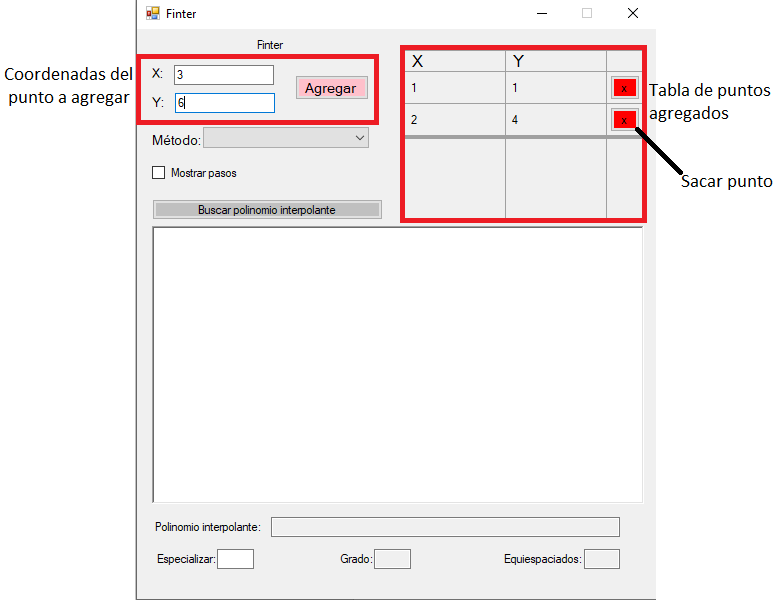 Finter
Finter
Coordenadas del
punto a agregar
X: 3
Y: 6
Agregar
X Y
1 1 x
2 4 x
Tabla de puntos
agregados
Sacar punto
Método:
Mostrar pasos
Buscar polinomio interpolante
Polinomio interpolante:
Especializar: Grado: Equiespaciados: